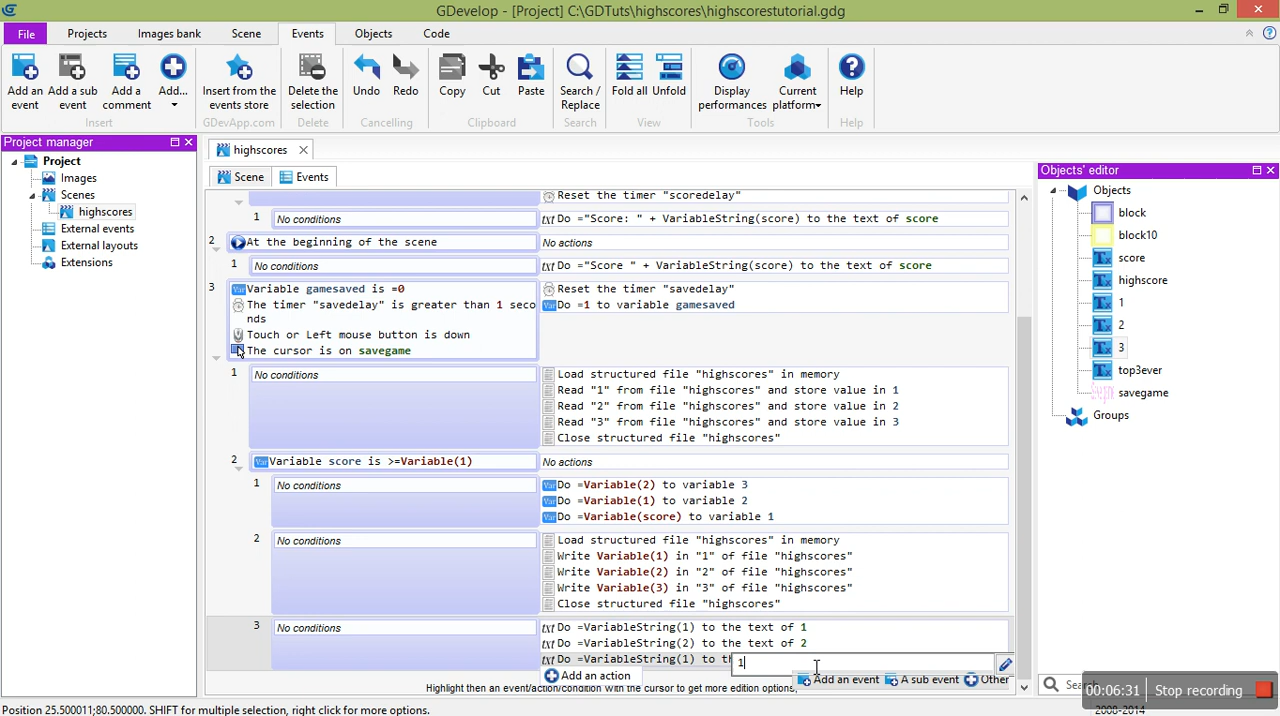 GDevelop - [Project] C:\GDTuts\highscores\highscorestutorial.gdg
File Projects Images bank Scene Events Objects Code
Add an event
Add a sub event
Add a comment
Add...
Insert
Insert from the events store
GDevApp.com
Delete the selection
Delete
Undo
Redo
Cancelling
Copy
Cut
Paste
Clipboard
Search / Replace
Search
Fold all
Unfold
View
Display performances
Current platform
Tools
Help
Help
Project manager
Project
Images
Scenes
highscores
External events
External layouts
Extensions
highscores
Scene Events
Reset the timer "scoredelay"
1 No conditions Do ="Score: " + VariableString(score) to the text of score
2 At the beginning of the scene No actions
1 No conditions Do ="Score " + VariableString(score) to the text of score
3 Variable gamesaved is =0 Reset the timer "savedelay"
The timer "savedelay" is greater than 1 seco Do =1 to variable gamesaved
nds
Touch or Left mouse button is down
The cursor is on savegame
1 No conditions Load structured file "highscores" in memory
Read "1" from file "highscores" and store value in 1
Read "2" from file "highscores" and store value in 2
Read "3" from file "highscores" and store value in 3
Close structured file "highscores"
2 Variable score is >=Variable(1) No actions
1 No conditions Do =Variable(2) to variable 3
Do =Variable(1) to variable 2
Do =Variable(score) to variable 1
2 No conditions Load structured file "highscores" in memory
Write Variable(1) in "1" of file "highscores"
Write Variable(2) in "2" of file "highscores"
Write Variable(3) in "3" of file "highscores"
Close structured file "highscores"
3 No conditions Do =VariableString(1) to the text of 1
Do =VariableString(2) to the text of 2
Do =VariableString(1) to th 1
Add an action Add an event A sub event Other
Highlight then an event/action/condition with the cursor to get more edition options,
Objects' editor
Objects
block
block10
score
highscore
1
2
3
top3ever
savegame
Groups
00:06:31 Stop recording
Position 25.500011;80.500000. SHIFT for multiple selection, right click for more options.
2008-2014